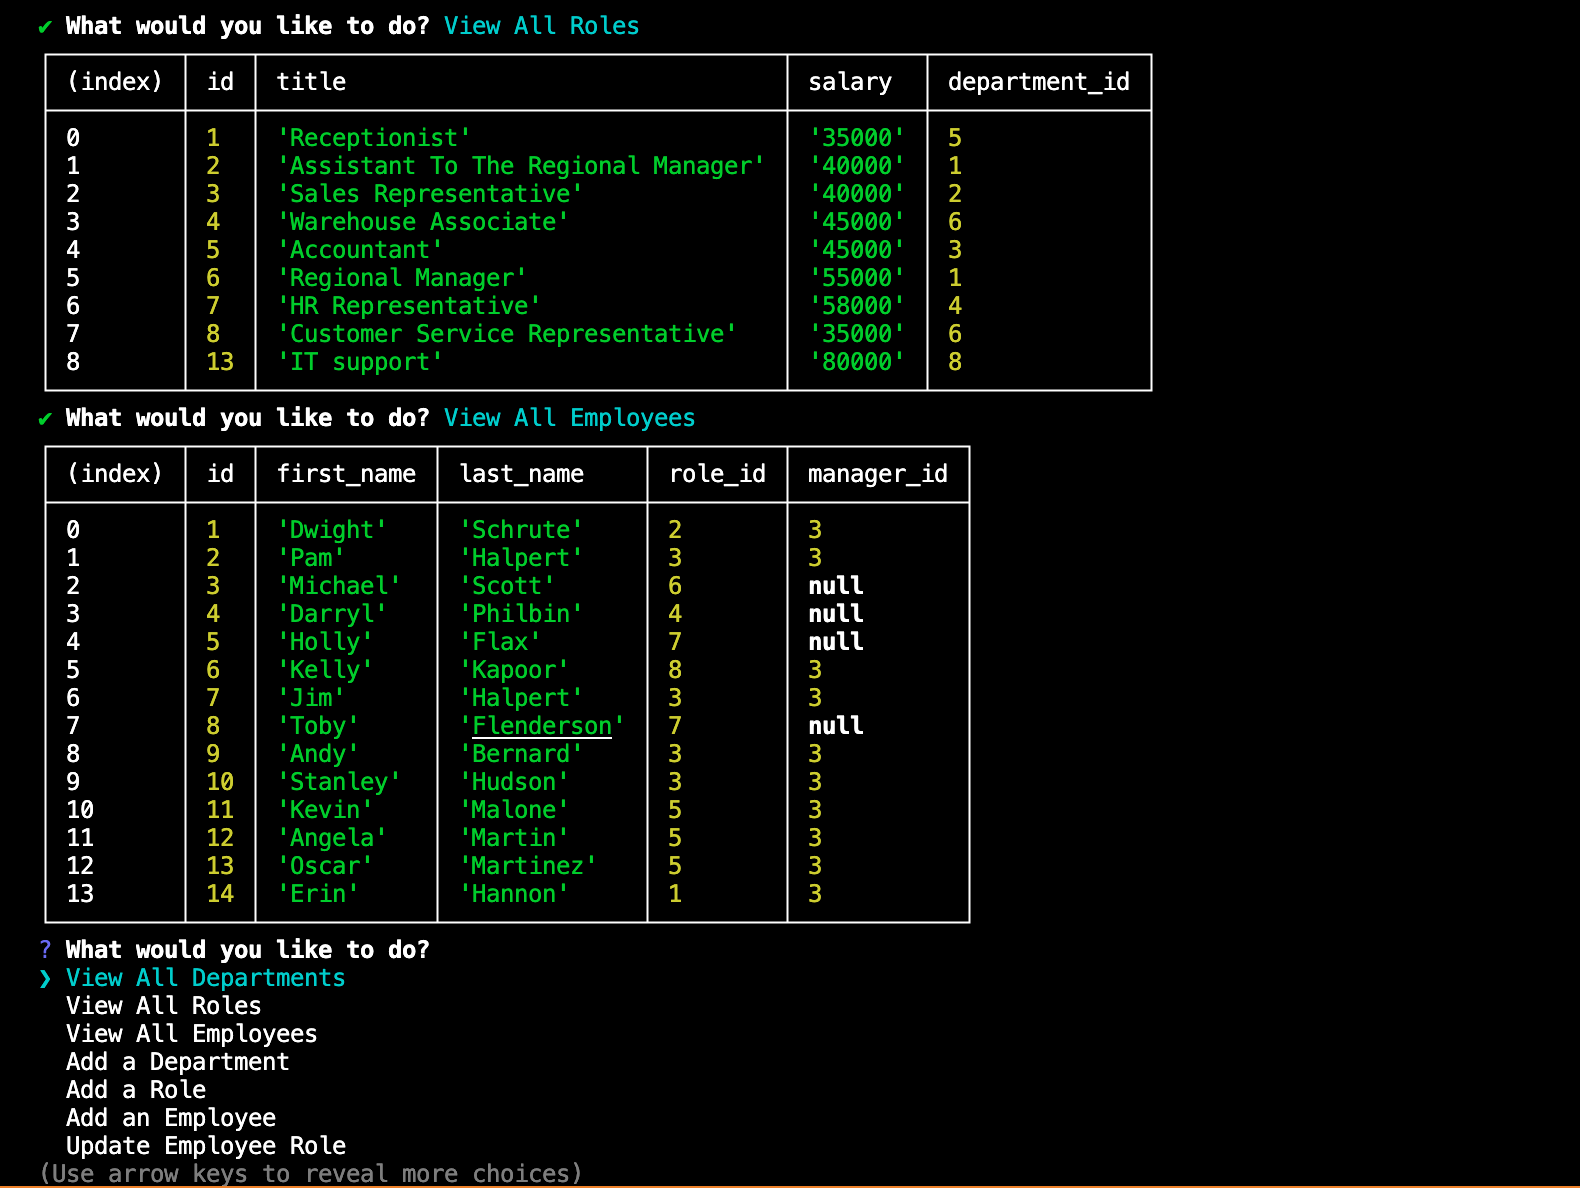 ✔ What would you like to do? View All Roles
(index) id title salary department_id
0 1 'Receptionist' '35000' 5
1 2 'Assistant To The Regional Manager' '40000' 1
2 3 'Sales Representative' '40000' 2
3 4 'Warehouse Associate' '45000' 6
4 5 'Accountant' '45000' 3
5 6 'Regional Manager' '55000' 1
6 7 'HR Representative' '58000' 4
7 8 'Customer Service Representative' '35000' 6
8 13 'IT support' '80000' 8
✔ What would you like to do? View All Employees
(index) id first_name last_name role_id manager_id
0 1 'Dwight' 'Schrute' 2 3
1 2 'Pam' 'Halpert' 3 3
2 3 'Michael' 'Scott' 6 null
3 4 'Darryl' 'Philbin' 4 null
4 5 'Holly' 'Flax' 7 null
5 6 'Kelly' 'Kapoor' 8 3
6 7 'Jim' 'Halpert' 3 3
7 8 'Toby' 'Flenderson' 7 null
8 9 'Andy' 'Bernard' 3 3
9 10 'Stanley' 'Hudson' 3 3
10 11 'Kevin' 'Malone' 5 3
11 12 'Angela' 'Martin' 5 3
12 13 'Oscar' 'Martinez' 5 3
13 14 'Erin' 'Hannon' 1 3
? What would you like to do?
❯ View All Departments
View All Roles
View All Employees
Add a Department
Add a Role
Add an Employee
Update Employee Role
(Use arrow keys to reveal more choices)